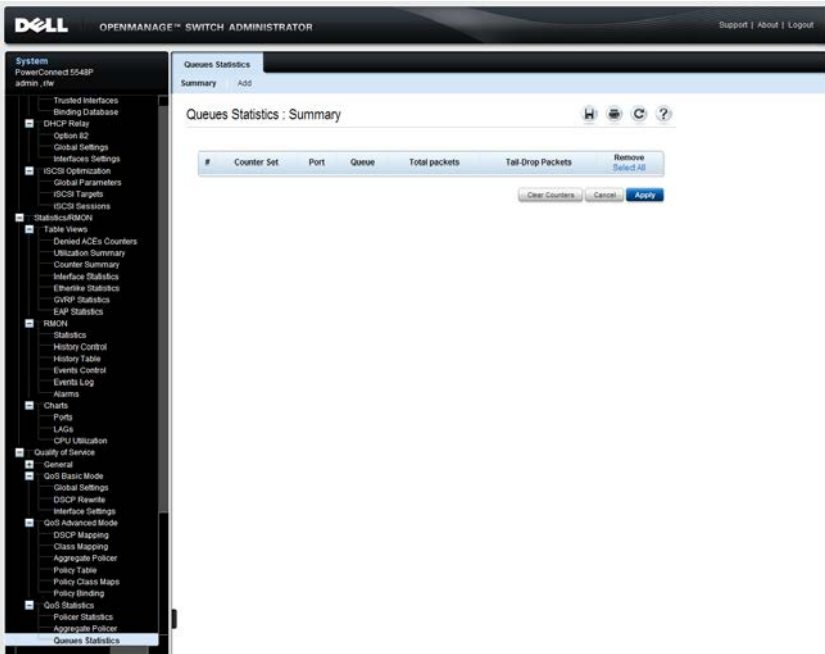 DELL OPENMANAGE™ SWITCH ADMINISTRATOR
Support | About | Logout
System
PowerConnect 5548P
admin , r/w
Trusted Interfaces
Binding Database
DHCP Relay
Option 82
Global Settings
Interfaces Settings
iSCSI Optimization
Global Parameters
iSCSI Targets
iSCSI Sessions
Statistics/RMON
Table Views
Denied ACEs Counters
Utilization Summary
Counter Summary
Interface Statistics
Etherlike Statistics
GVRP Statistics
EAP Statistics
RMON
Statistics
History Control
History Table
Events Control
Events Log
Alarms
Charts
Ports
LAGs
CPU Utilization
Quality of Service
General
QoS Basic Mode
Global Settings
DSCP Rewrite
Interface Settings
QoS Advanced Mode
DSCP Mapping
Class Mapping
Aggregate Policer
Policy Table
Policy Class Maps
Policy Binding
QoS Statistics
Policer Statistics
Aggregate Policer
Queues Statistics
Queues Statistics
Summary Add
Queues Statistics : Summary
# Counter Set Port Queue Total packets Tail-Drop Packets Remove
Select All
Clear Counters Cancel Apply